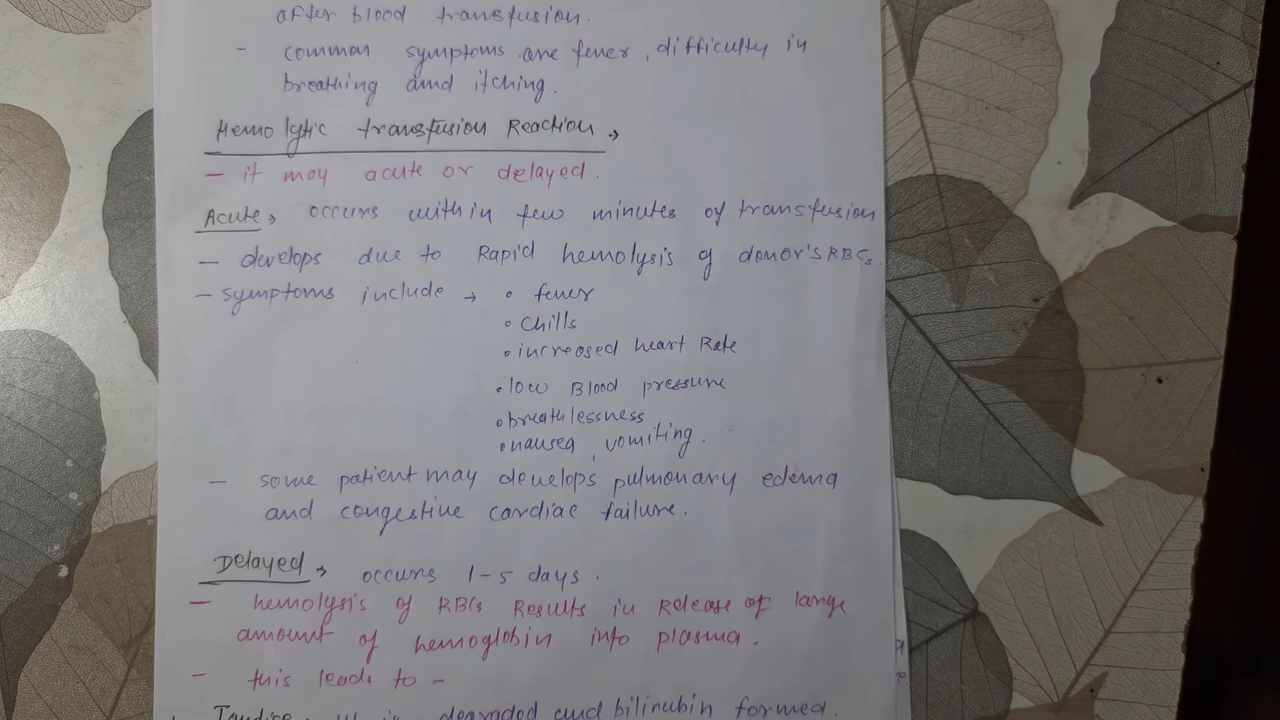 after blood transfusion.
- common symptoms are fever, difficulty in
breathing and itching.
Hemolytic transfusion Reaction →
- it may acute or delayed.
Acute → occurs within few minutes of transfusion
- develops due to Rapid hemolysis of donor's RBCs.
- symptoms include → • fever
• chills
• increased heart Rate
• low Blood pressure
• breathlessness
• nausea, vomiting.
- some patient may develops pulmonary edema
and congestive cardiac failure.
Delayed → occurs 1-5 days.
- hemolysis of RBCs Results in Release of large
amount of hemoglobin into plasma.
- this leads to -
degraded and bilirubin formed.